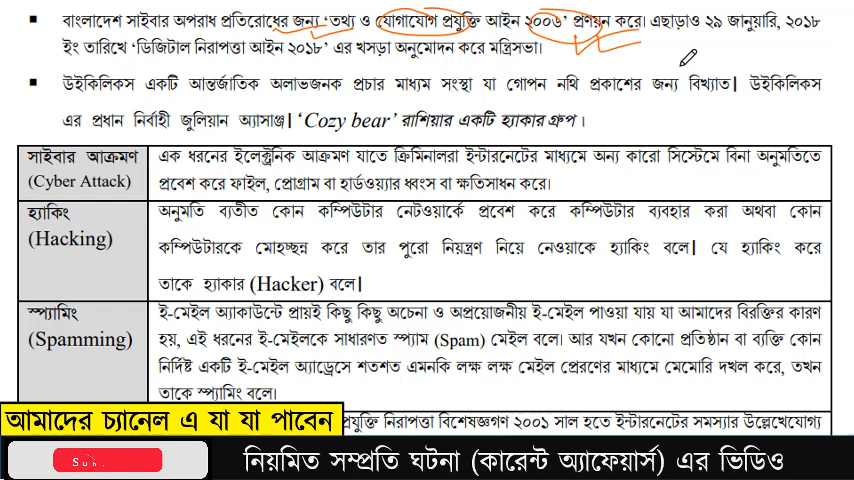 ▪ বাংলাদেশ সাইবার অপরাধ প্রতিরোধের জন্য ‘তথ্য ও যোগাযোগ প্রযুক্তি আইন ২০০৬’ প্রণয়ন করে। এছাড়াও ২৯ জানুয়ারি, ২০১৮
ইং তারিখে ‘ডিজিটাল নিরাপত্তা আইন ২০১৮’ এর খসড়া অনুমোদন করে মন্ত্রিসভা।
▪ উইকিলিকস একটি আন্তর্জাতিক অলাভজনক প্রচার মাধ্যম সংস্থা যা গোপন নথি প্রকাশের জন্য বিখ্যাত। উইকিলিকস
এর প্রধান নির্বাহী জুলিয়ান অ্যাসাঞ্জ। ‘Cozy bear’ রাশিয়ার একটি হ্যাকার গ্রুপ ।
সাইবার আক্রমণ
(Cyber Attack)
এক ধরনের ইলেক্ট্রনিক আক্রমণ যাতে ক্রিমিনালরা ইন্টারনেটের মাধ্যমে অন্য কারো সিস্টেমে বিনা অনুমতিতে
প্রবেশ করে ফাইল, প্রোগ্রাম বা হার্ডওয়্যার ধ্বংস বা ক্ষতিসাধন করে।
হ্যাকিং
(Hacking)
অনুমতি ব্যতীত কোন কম্পিউটার নেটওয়ার্কে প্রবেশ করে কম্পিউটার ব্যবহার করা অথবা কোন
কম্পিউটারকে মোহচ্ছন্ন করে তার পুরো নিয়ন্ত্রণ নিয়ে নেওয়াকে হ্যাকিং বলে। যে হ্যাকিং করে
তাকে হ্যাকার (Hacker) বলে।
স্প্যামিং
(Spamming)
ই-মেইল অ্যাকাউন্টে প্রায়ই কিছু কিছু অচেনা ও অপ্রয়োজনীয় ই-মেইল পাওয়া যায় যা আমাদের বিরক্তির কারণ
হয়, এই ধরনের ই-মেইলকে সাধারণত স্প্যাম (Spam) মেইল বলে। আর যখন কোনো প্রতিষ্ঠান বা ব্যক্তি কোন
নির্দিষ্ট একটি ই-মেইল অ্যাড্রেসে শতশত এমনকি লক্ষ লক্ষ মেইল প্রেরণের মাধ্যমে মেমোরি দখল করে, তখন
তাকে স্প্যামিং বলে।
প্রযুক্তি নিরাপত্তা বিশেষজ্ঞগণ ২০০১ সাল হতে ইন্টারনেটের সমস্যার উল্লেখযোগ্য
আমাদের চ্যানেল এ যা যা পাবেন
নিয়মিত সম্প্রতি ঘটনা (কারেন্ট অ্যাফেয়ার্স) এর ভিডিও